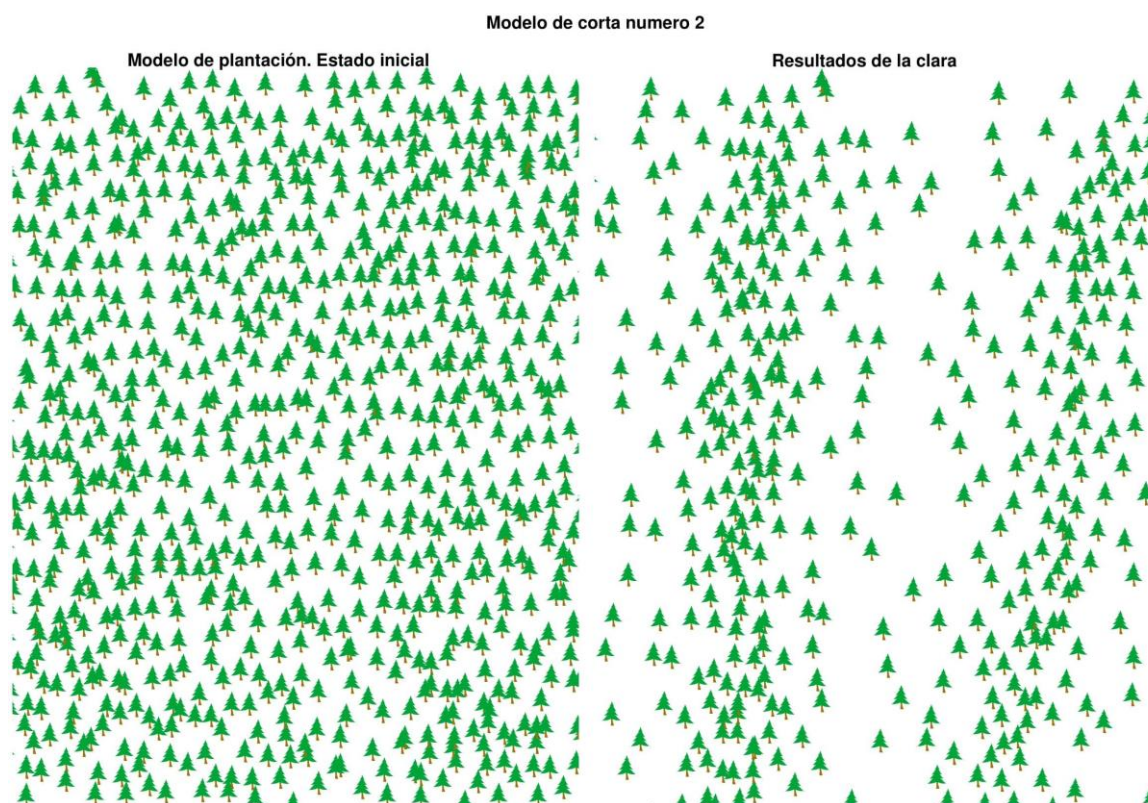 Modelo de corta numero 2
Modelo de plantación. Estado inicial
Resultados de la clara